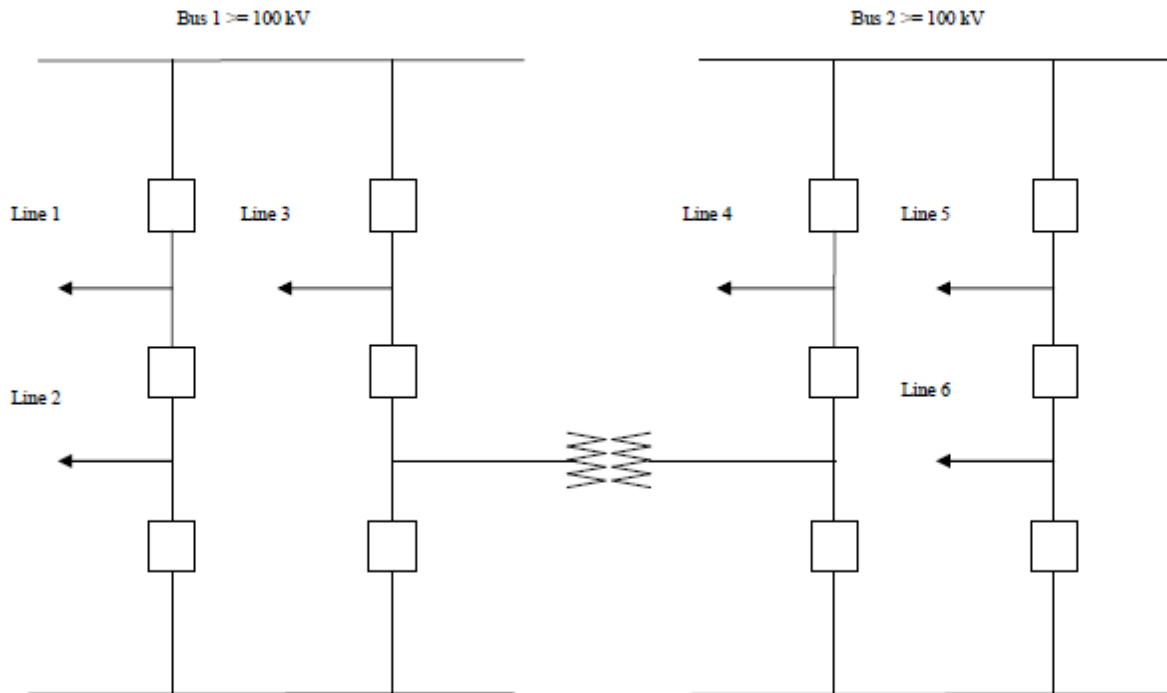 Bus 1 >= 100 kV
Bus 2 >= 100 kV
Line 1
Line 3
Line 4
Line 5
Line 2
Line 6